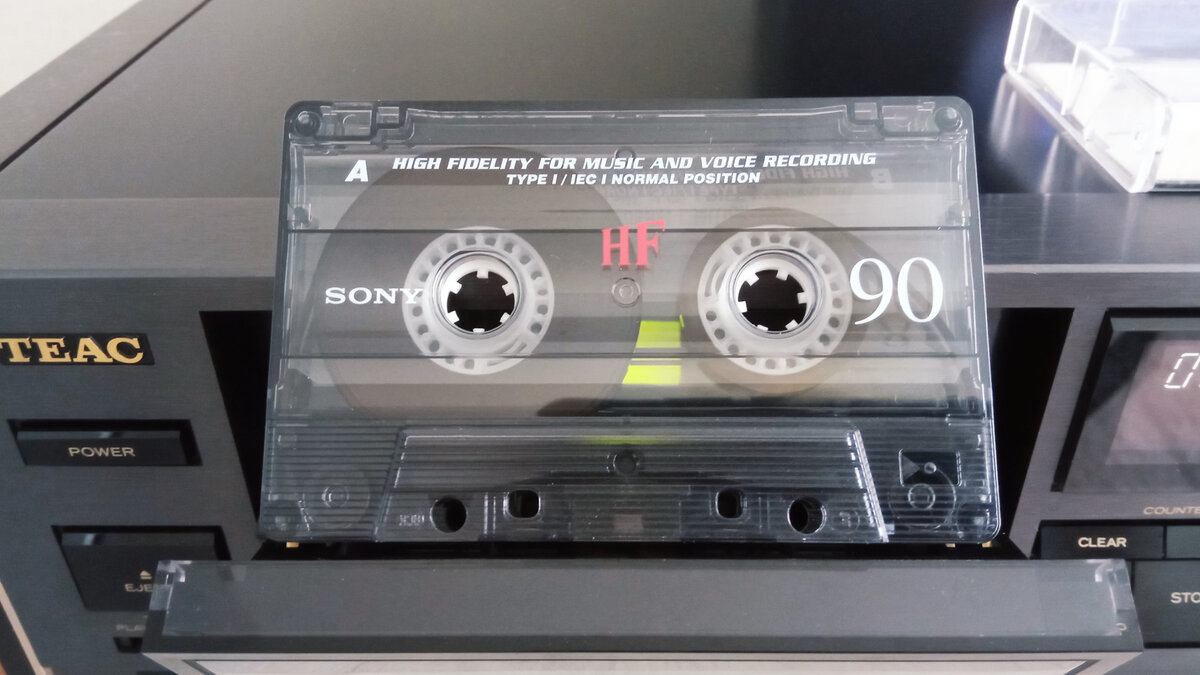 A
HIGH FIDELITY FOR MUSIC AND VOICE RECORDING
TYPE I / IEC I NORMAL POSITION
HF
SONY
90
TEAC
POWER
CLEAR